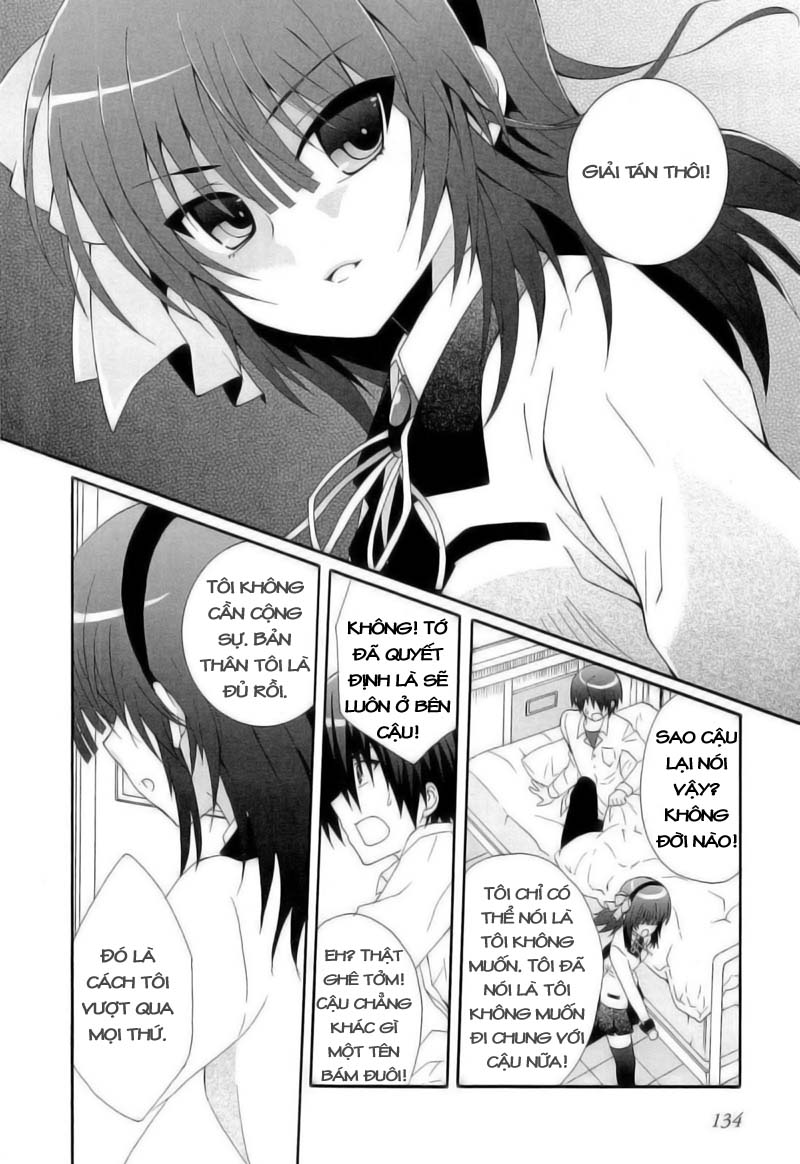 GIẢI TÁN THÔI!
SAO CẬU
LẠI NÓI
VẬY?
KHÔNG
ĐỜI NÀO!
TÔI CHỈ CÓ
THỂ NÓI LÀ
TÔI KHÔNG
MUỐN. TÔI ĐÃ
NÓI LÀ TÔI
KHÔNG MUỐN
ĐI CHUNG VỚI
CẬU NỮA!
KHÔNG! TỚ
ĐÃ QUYẾT
ĐỊNH LÀ SẼ
LUÔN Ở BÊN
CẬU!
EH? THẬT
GHÊ TỞM!
CẬU CHẲNG
KHÁC GÌ
MỘT TÊN
BÁM ĐUÔI!
TÔI KHÔNG
CẦN CỘNG
SỰ. BẢN
THÂN TÔI LÀ
ĐỦ RỒI.
ĐÓ LÀ
CÁCH TÔI
VƯỢT QUA
MỌI THỨ.
134